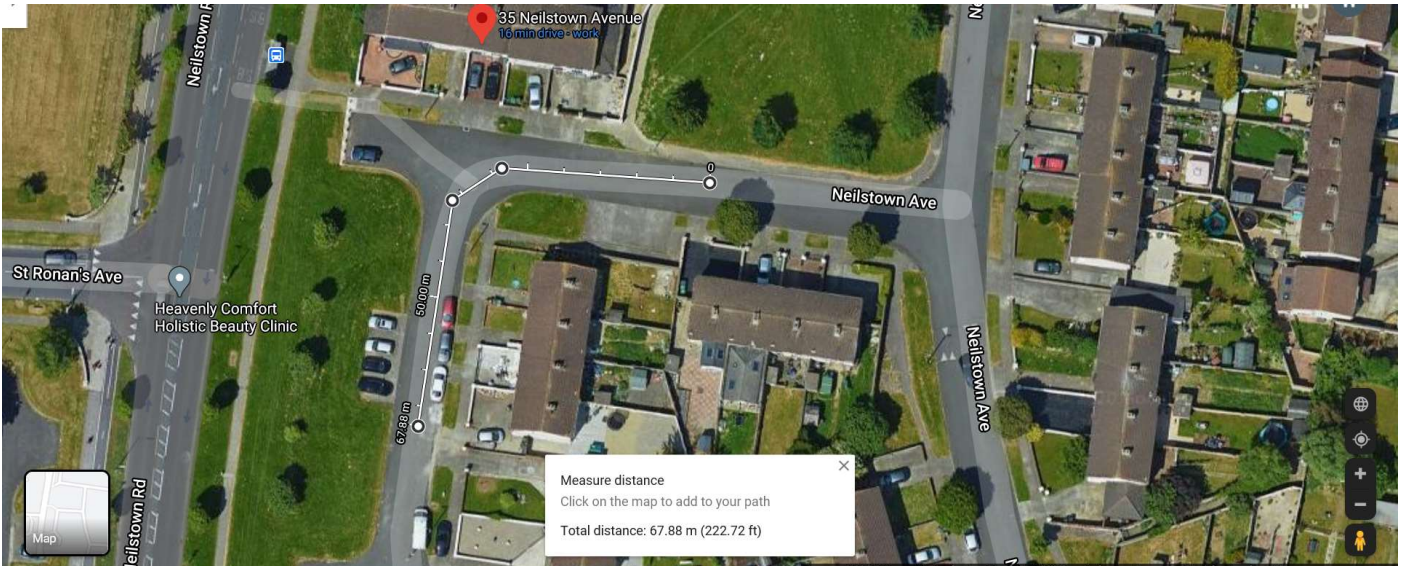 Neilstown R
35 Neilstown Avenue
16 min drive - work
Ne
0
Neilstown Ave
St Ronan's Ave
Heavenly Comfort
Holistic Beauty Clinic
50.00 m
67.88 m
Neilstown Ave
Measure distance
Click on the map to add to your path
Total distance: 67.88 m (222.72 ft)
Map
eilstown Rd
N